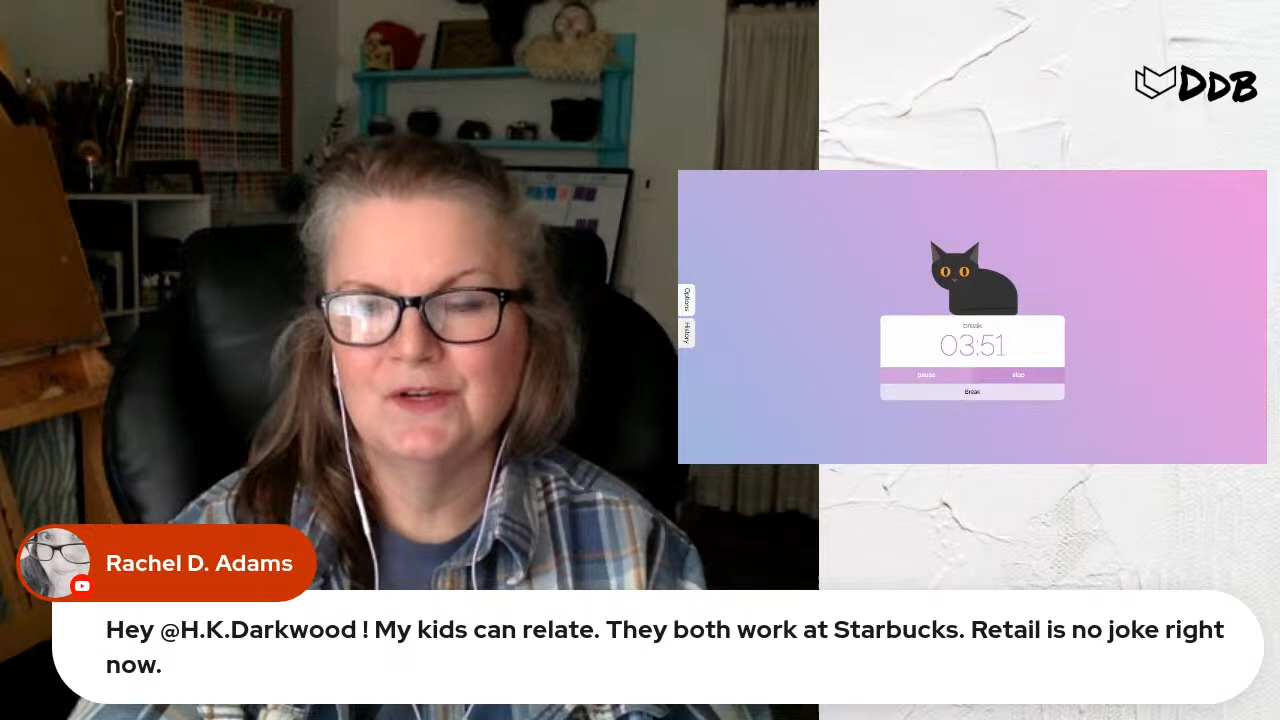 DDB
Options
History
break
03:51
pause stop
Break
Rachel D. Adams
Hey @H.K.Darkwood ! My kids can relate. They both work at Starbucks. Retail is no joke right
now.